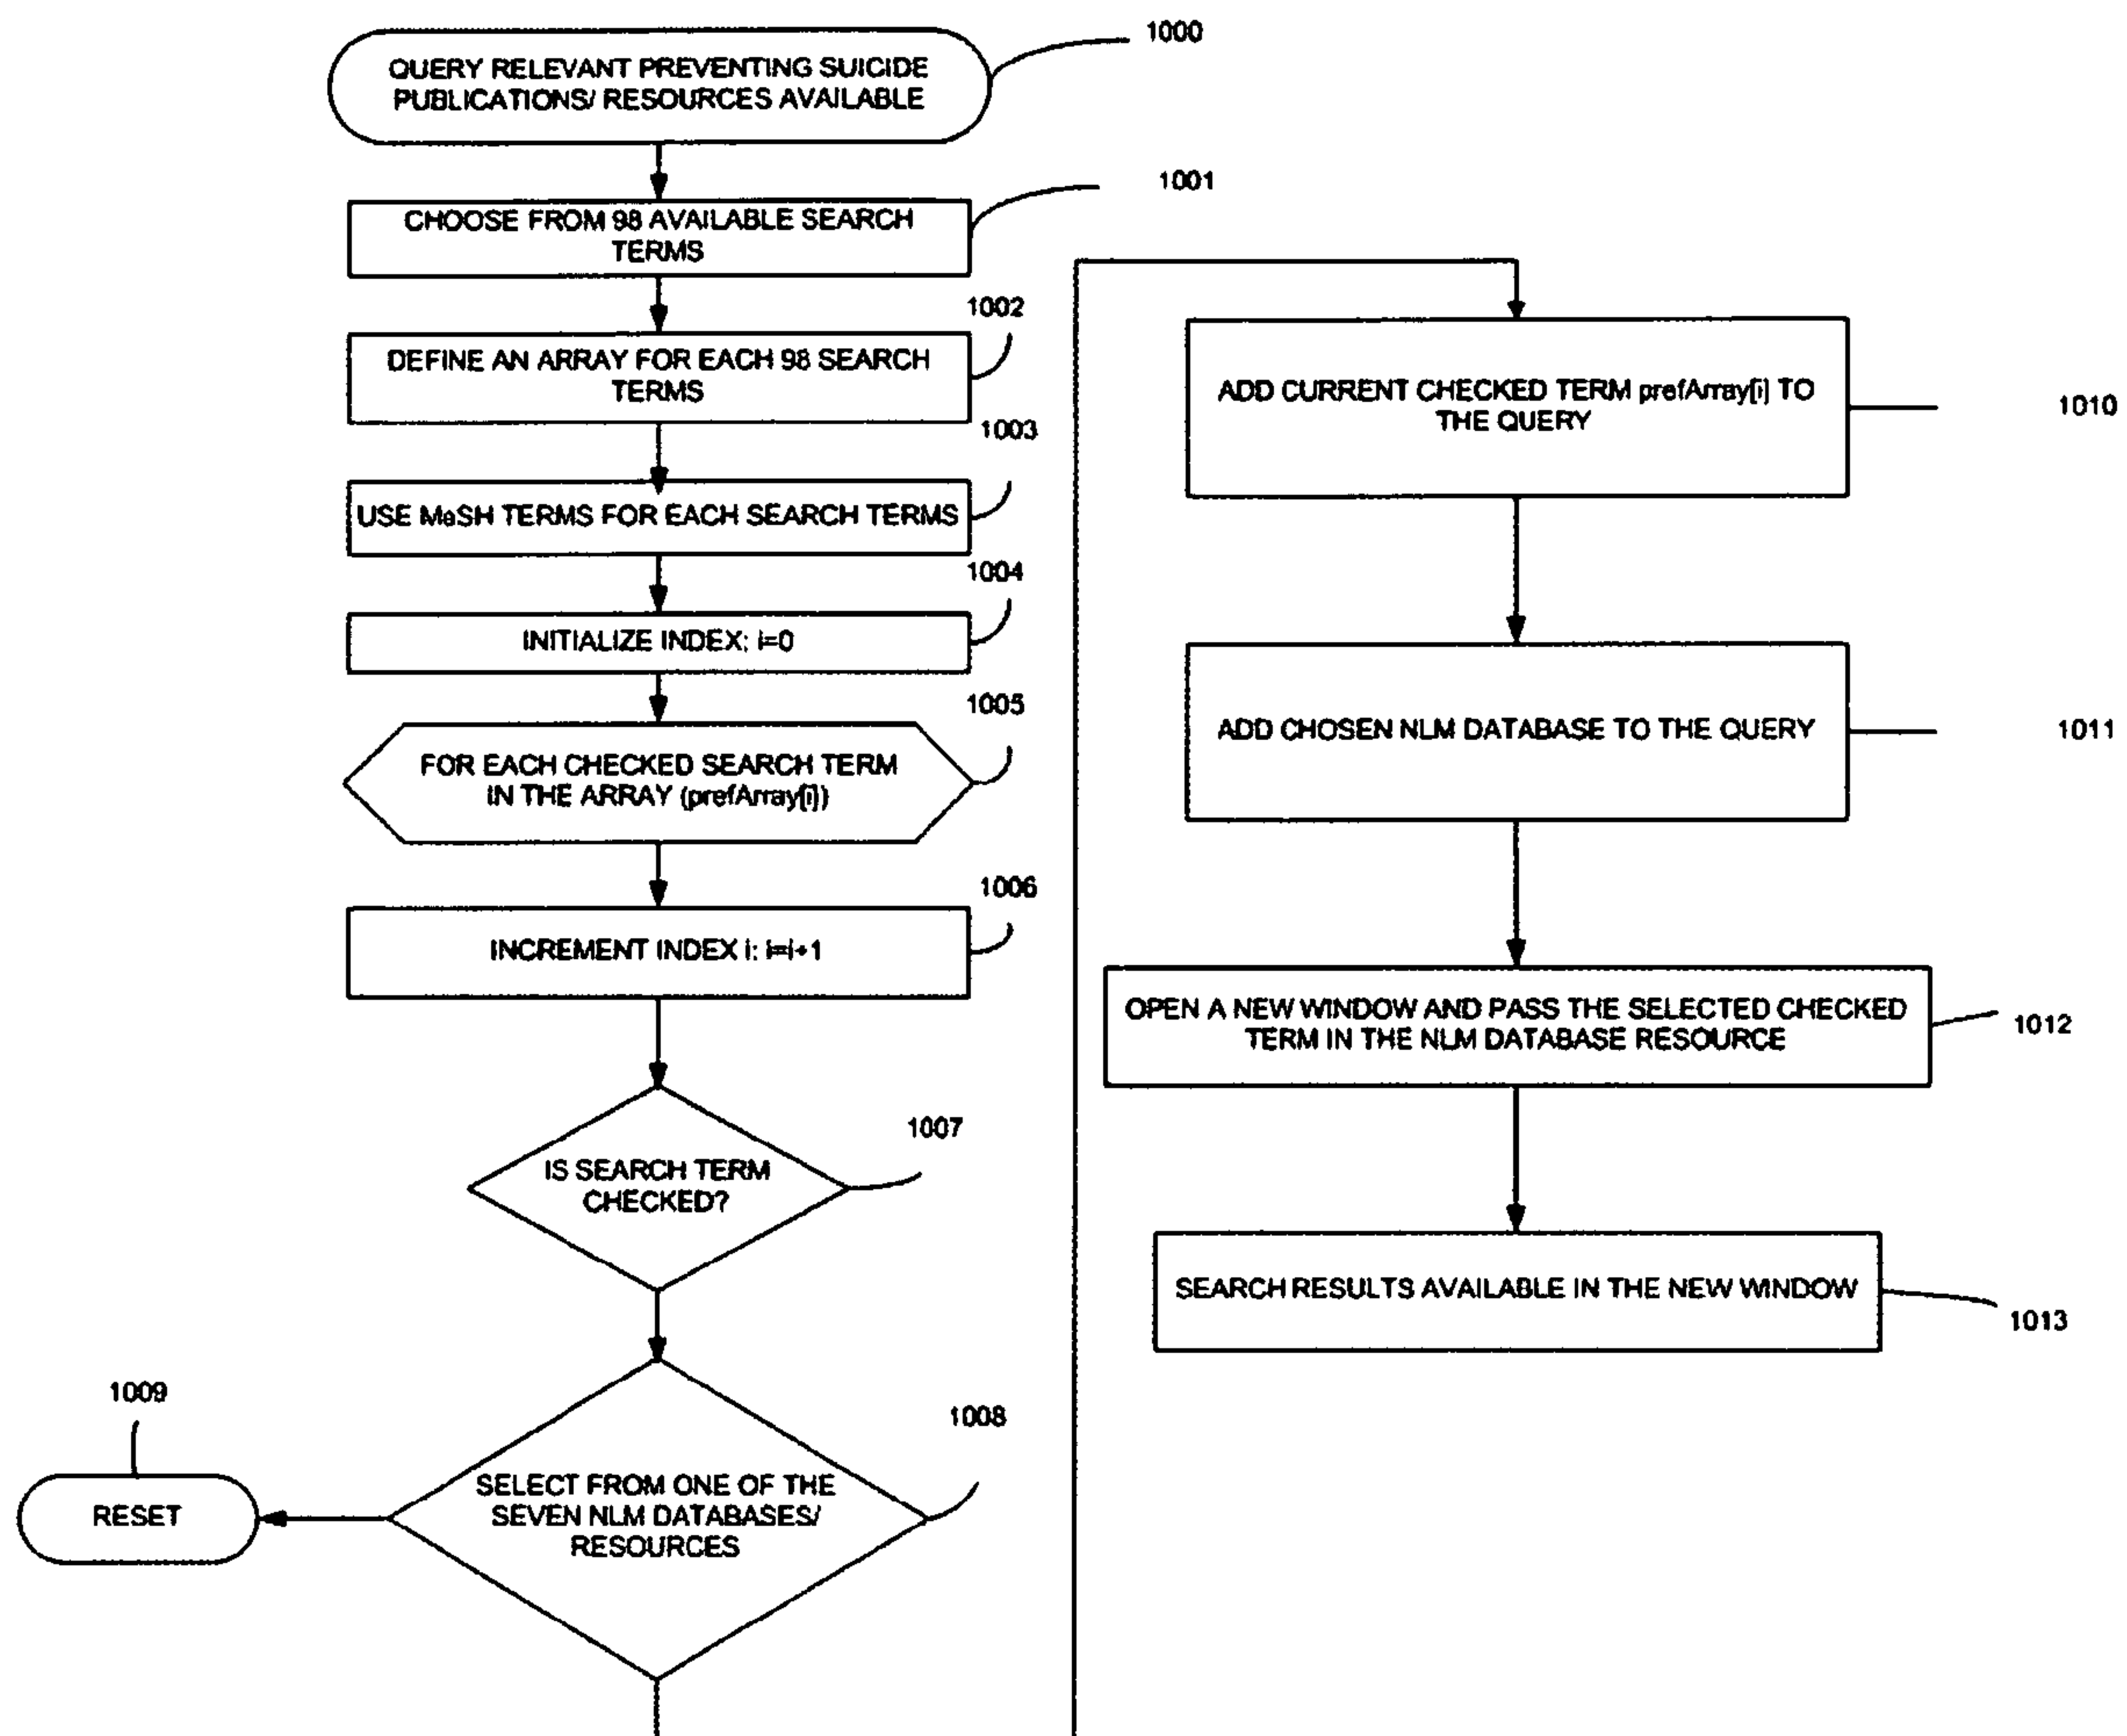 1000
QUERY RELEVANT PREVENTING SUICIDE
PUBLICATIONS/ RESOURCES AVAILABLE
1001
CHOOSE FROM 98 AVAILABLE SEARCH
TERMS
1002
DEFINE AN ARRAY FOR EACH 98 SEARCH
TERMS
1003
USE MeSH TERMS FOR EACH SEARCH TERMS
1004
INITIALIZE INDEX; i=0
1005
FOR EACH CHECKED SEARCH TERM
IN THE ARRAY (prefArray[i])
1006
INCREMENT INDEX i: i=i+1
1007
IS SEARCH TERM
CHECKED?
1008
SELECT FROM ONE OF THE
SEVEN NLM DATABASES/
RESOURCES
1009
RESET
ADD CURRENT CHECKED TERM prefArray[i] TO
THE QUERY
1010
ADD CHOSEN NLM DATABASE TO THE QUERY
1011
OPEN A NEW WINDOW AND PASS THE SELECTED CHECKED
TERM IN THE NLM DATABASE RESOURCE
1012
SEARCH RESULTS AVAILABLE IN THE NEW WINDOW
1013